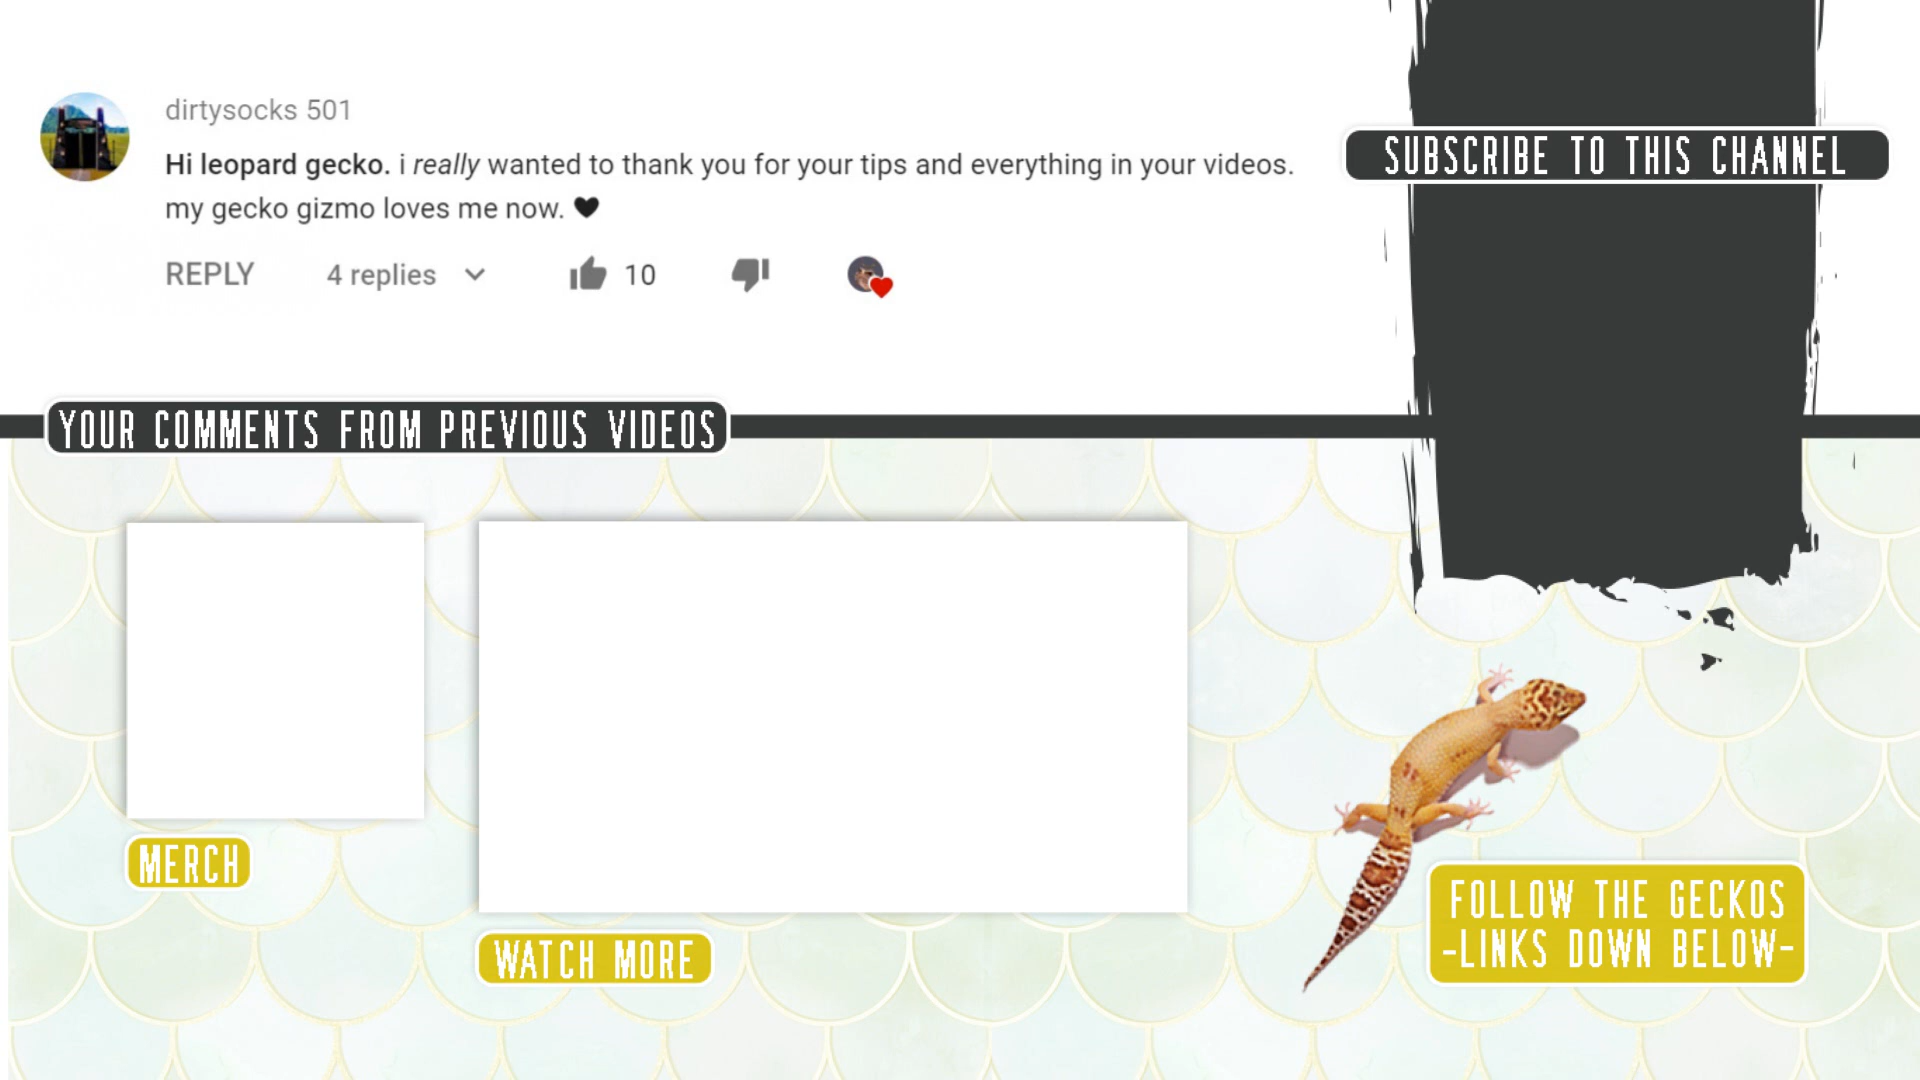 dirtysocks 501
Hi leopard gecko. i really wanted to thank you for your tips and everything in your videos.
my gecko gizmo loves me now. 🖤
REPLY 4 replies 10
SUBSCRIBE TO THIS CHANNEL
YOUR COMMENTS FROM PREVIOUS VIDEOS
MERCH
WATCH MORE
FOLLOW THE GECKOS
-LINKS DOWN BELOW-